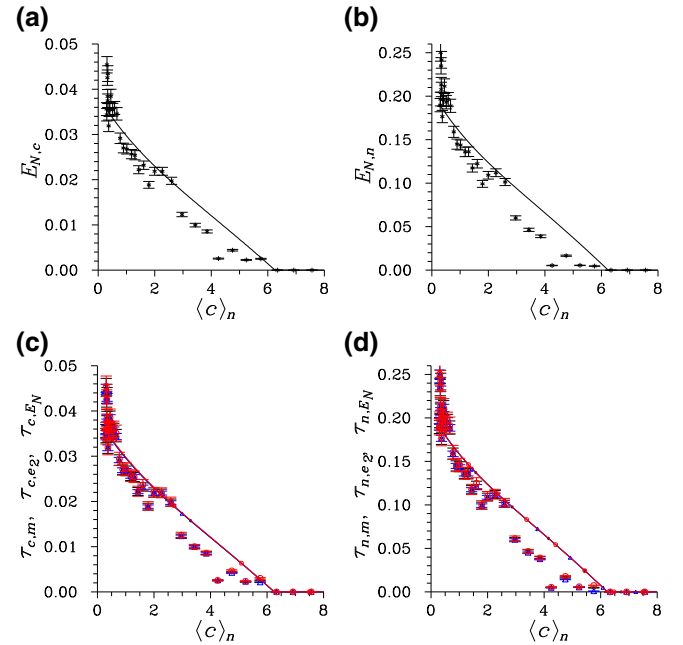 (a)
0.05
0.04
0.03
0.02
0.01
0.00
E_{N,c}
0 2 4 6 8
⟨c⟩_n
(b)
0.25
0.20
0.15
0.10
0.05
0.00
E_{N,n}
0 2 4 6 8
⟨c⟩_n
(c)
0.05
0.04
0.03
0.02
0.01
0.00
τ_{c,m}, τ_{c,e_2}, τ_{c,E_N}
0 2 4 6 8
⟨c⟩_n
(d)
0.25
0.20
0.15
0.10
0.05
0.00
τ_{n,m}, τ_{n,e_2}, τ_{n,E_N}
0 2 4 6 8
⟨c⟩_n